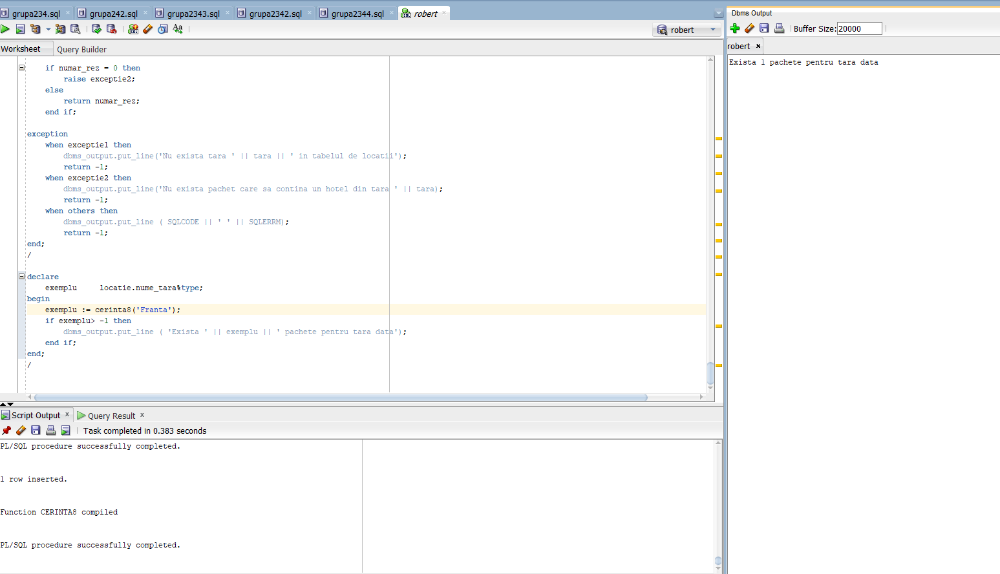 grupa234.sql grupa242.sql grupa2343.sql grupa2342.sql grupa2344.sql robert
robert
Worksheet Query Builder
if numar_rez = 0 then
raise exceptie2;
else
return numar_rez;
end if;
exception
when exceptie1 then
dbms_output.put_line('Nu exista tara ' || tara || ' in tabelul de locatii');
return -1;
when exceptie2 then
dbms_output.put_line('Nu exista pachet care sa contina un hotel din tara ' || tara);
return -1;
when others then
dbms_output.put_line ( SQLCODE || ' ' || SQLERRM);
return -1;
end;
/
declare
exemplu locatie.nume_tara%type;
begin
exemplu := cerinta8('Franta');
if exemplu> -1 then
dbms_output.put_line ( 'Exista ' || exemplu || ' pachete pentru tara data');
end if;
end;
/
Script Output Query Result
Task completed in 0.383 seconds
PL/SQL procedure successfully completed.
1 row inserted.
Function CERINTA8 compiled
PL/SQL procedure successfully completed.
Dbms Output
Buffer Size: 20000
robert
Exista 1 pachete pentru tara data